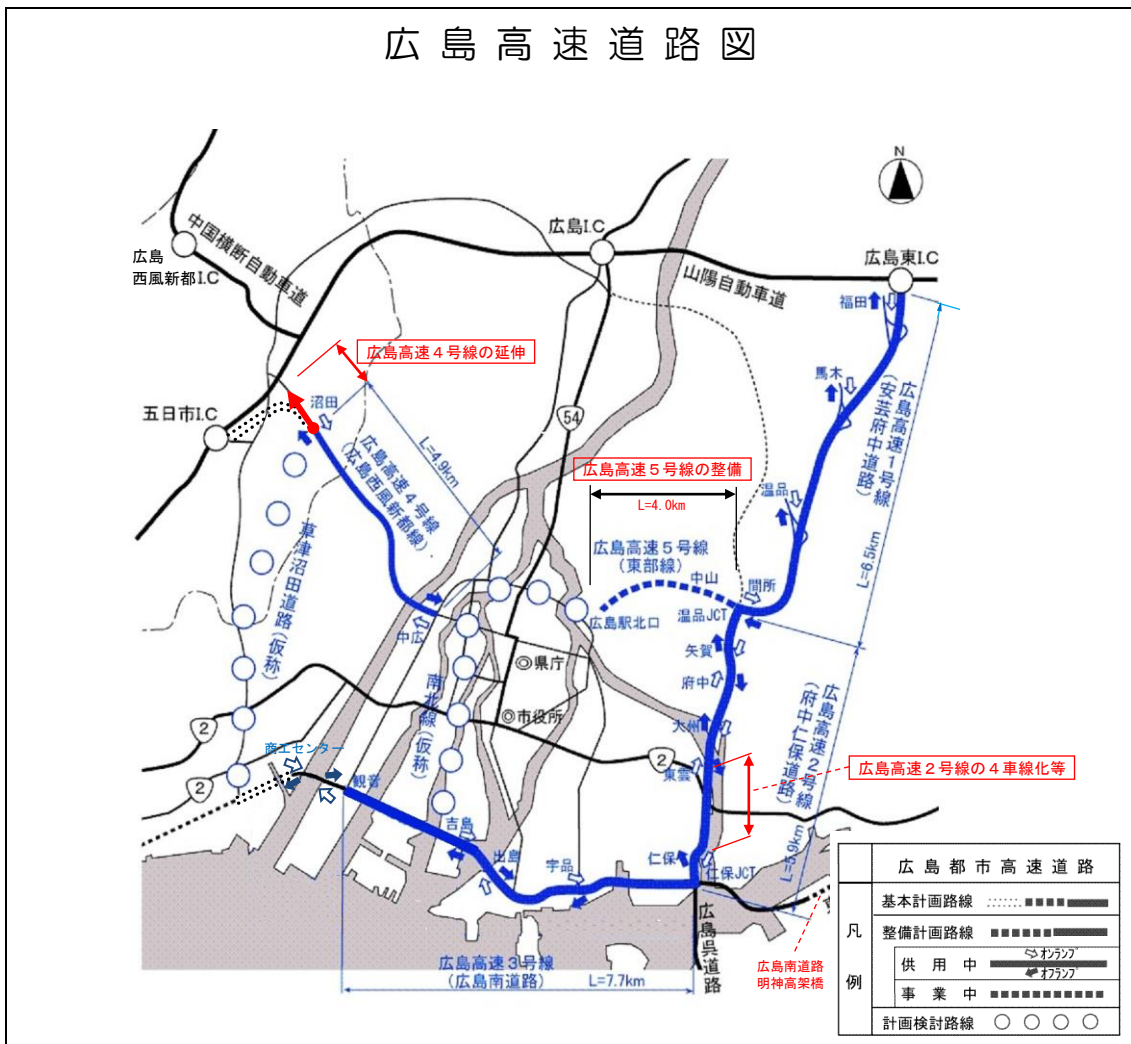 広島高速道路図
N
広島I.C
広島東I.C
広島
西風新都I.C
中国横断自動車道
山陽自動車道
福田
広島高速４号線の延伸
馬木
広島高速１号線
(安芸府中道路)
五日市I.C
沼田
54
L=4.9km
広島高速４号線
(広島西風新都線)
広島高速５号線の整備
L=4.0km
温品
L=6.5km
草津沼田道路(仮称)
広島高速５号線
(東部線)
中山
間所
広島駅北口
温品JCT
中広
矢賀
◎県庁
府中
南北線(仮称)
広島高速２号線
(府中仁保道路)
◎市役所
大州
2
2
2
商工センター
東雲
広島高速２号線の４車線化等
観音
吉島
L=5.9km
出島
宇品
仁保
仁保JCT
広島呉道路
広島南道路
明神高架橋
広島高速３号線
(広島南道路)
L=7.7km
広島都市高速道路
凡例
基本計画路線
整備計画路線
供用中
オンランプ
オフランプ
事業中
計画検討路線